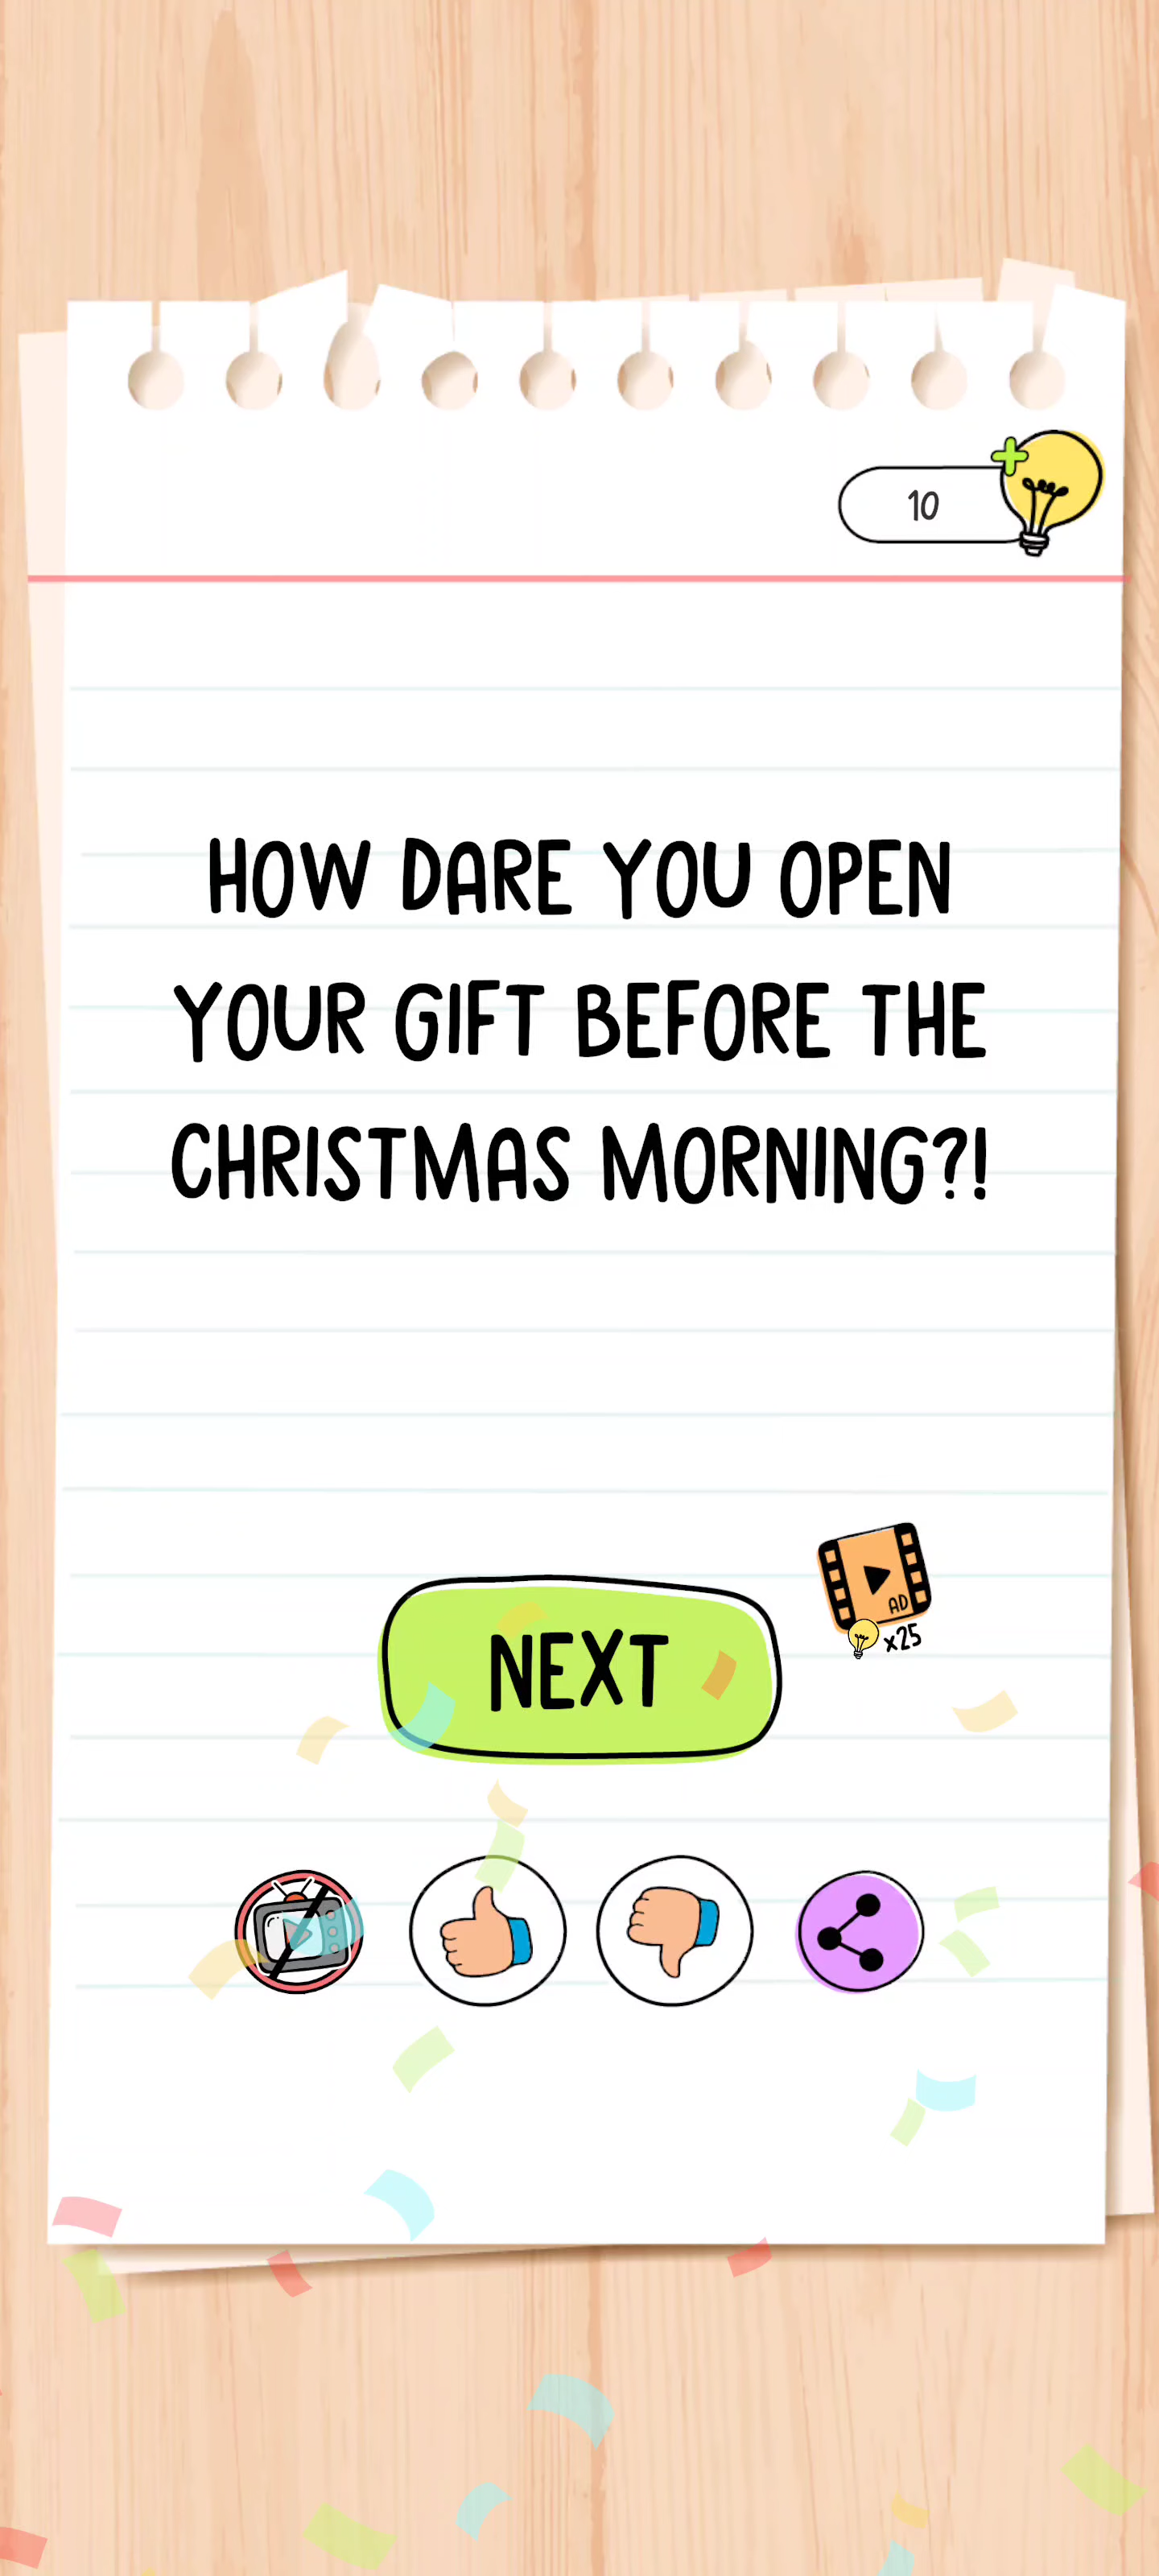 10
HOW DARE YOU OPEN
YOUR GIFT BEFORE THE
CHRISTMAS MORNING?!
AD
x25
NEXT